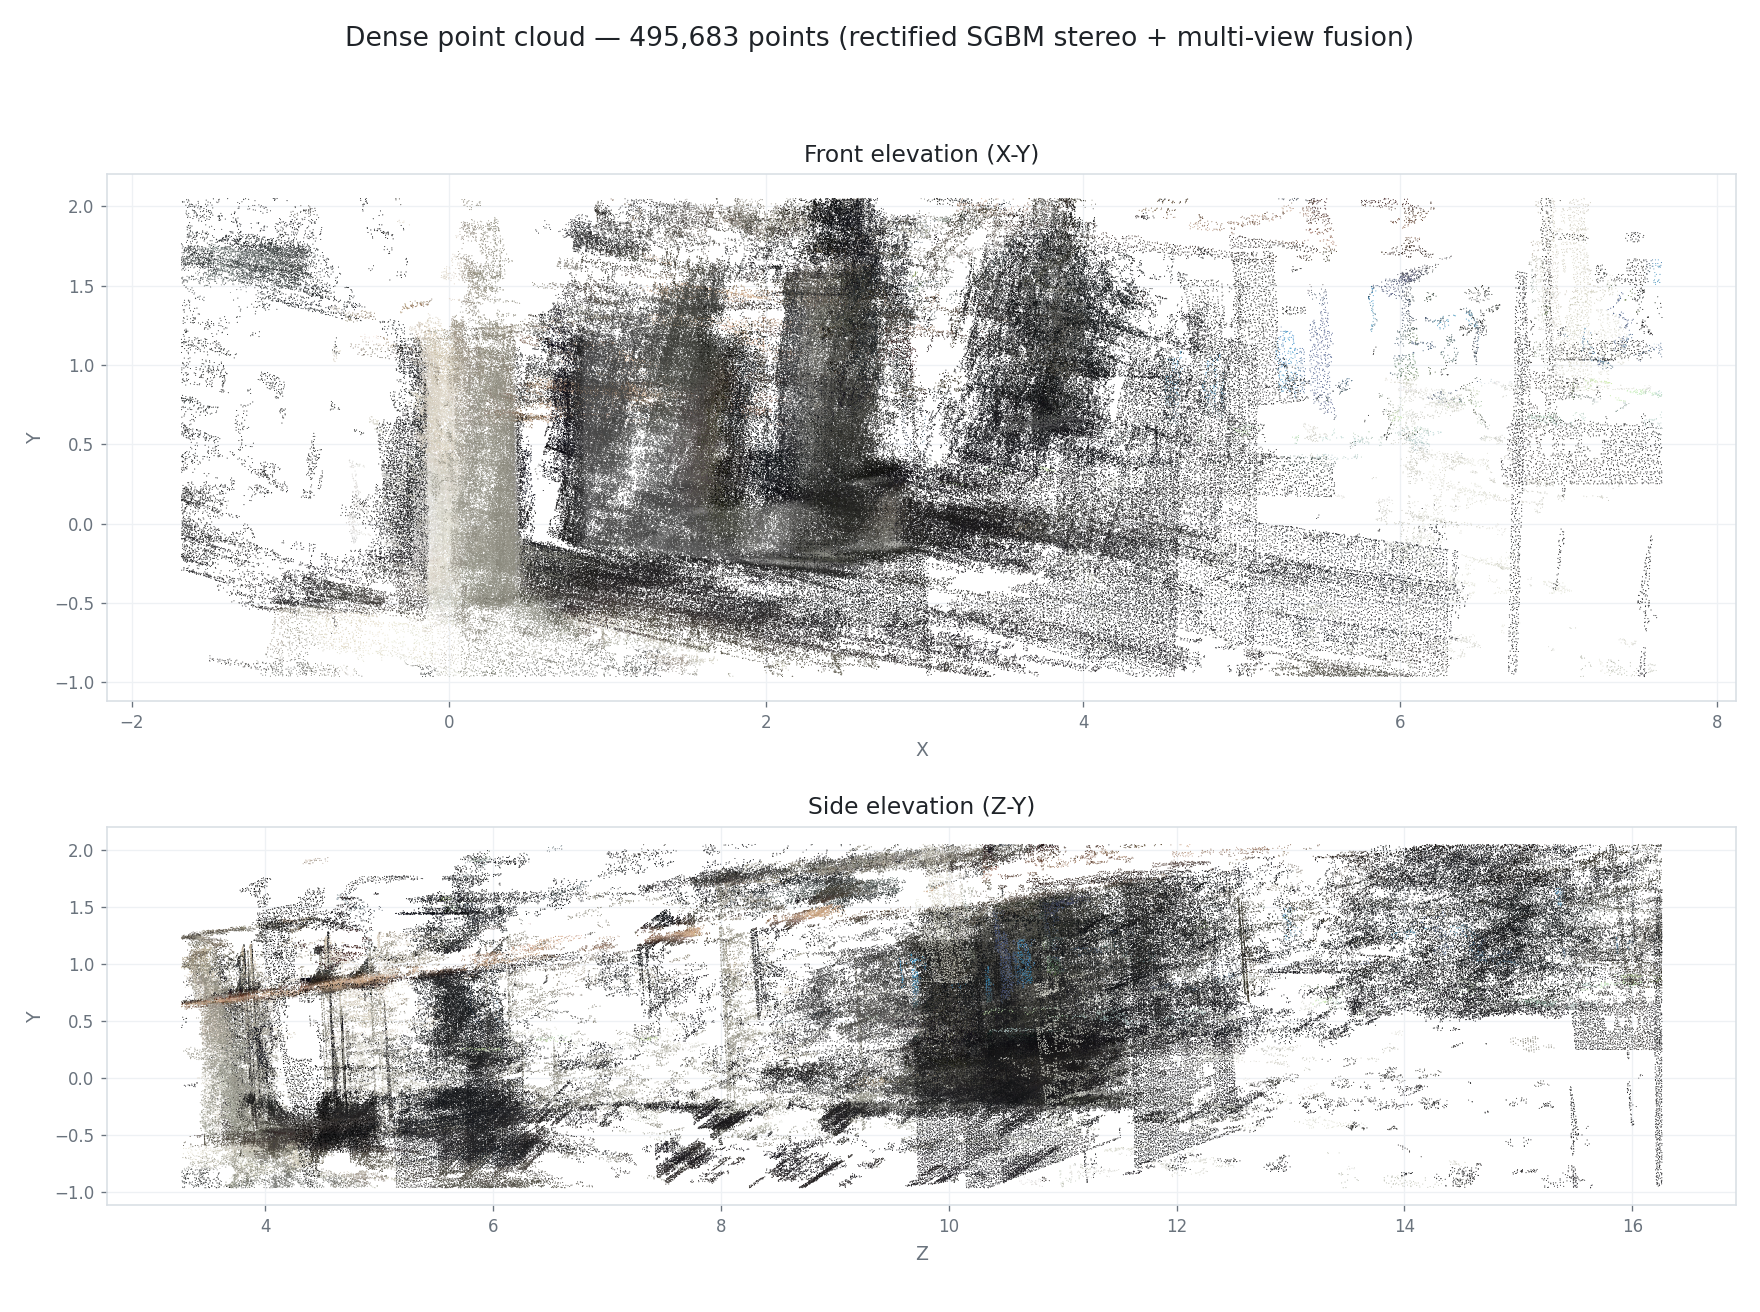 Dense point cloud — 495,683 points (rectified SGBM stereo + multi-view fusion)
Front elevation (X-Y)
2.0
1.5
1.0
0.5
0.0
−0.5
−1.0
Y
−2 0 2 4 6 8
X
Side elevation (Z-Y)
2.0
1.5
1.0
0.5
0.0
−0.5
−1.0
Y
4 6 8 10 12 14 16
Z